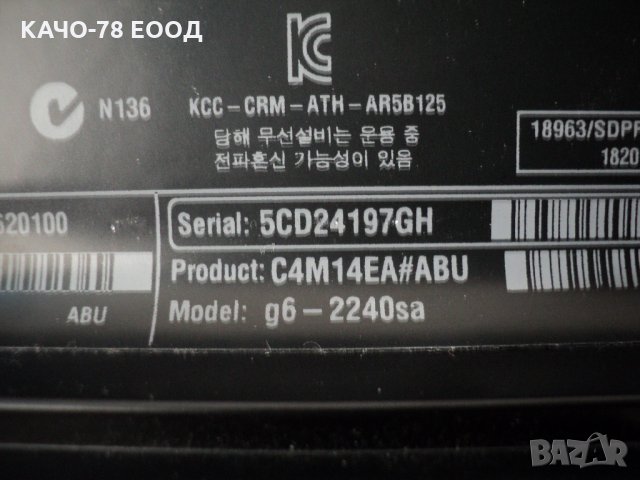 КАЧО-78 ЕООД
N136 KCC-CRM-ATH-AR5B125
당해 무선설비는 운용 중
전파혼신 가능성이 있음
18963/SDPP
1820
620100
ABU
Serial: 5CD24197GH
Product: C4M14EA#ABU
Model: g6-2240sa
BAZAR